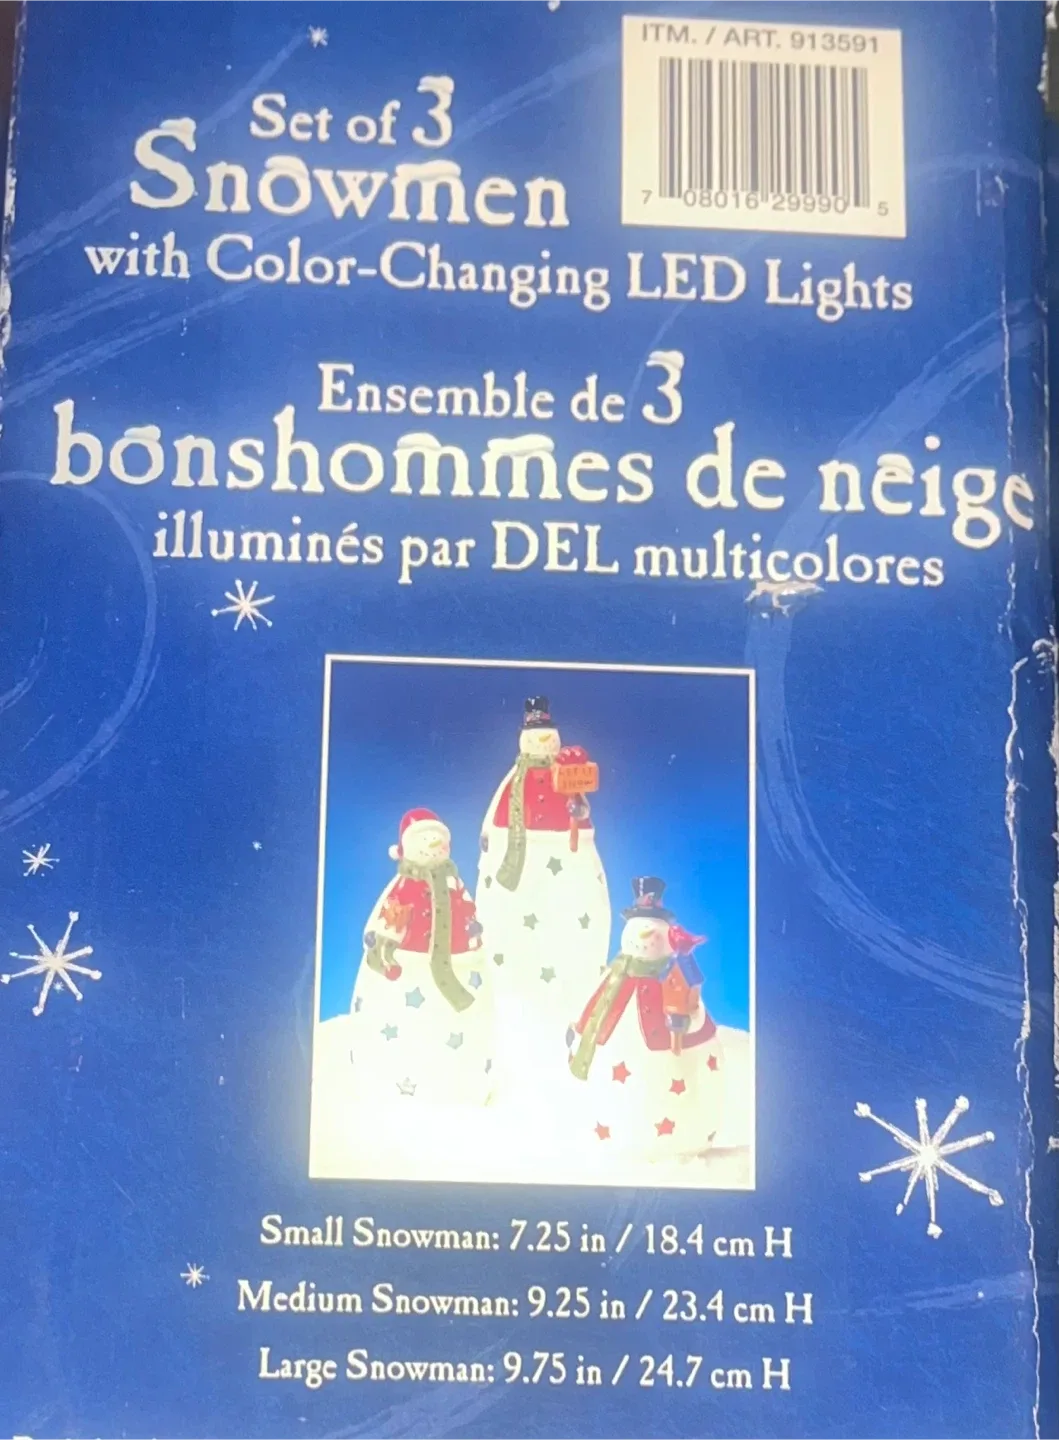 ITM. / ART. 913591
7 08016 29990 5
Set of 3
Snowmen
with Color-Changing LED Lights
Ensemble de 3
bonshommes de neige
illuminés par DEL multicolores
Small Snowman: 7.25 in / 18.4 cm H
Medium Snowman: 9.25 in / 23.4 cm H
Large Snowman: 9.75 in / 24.7 cm H